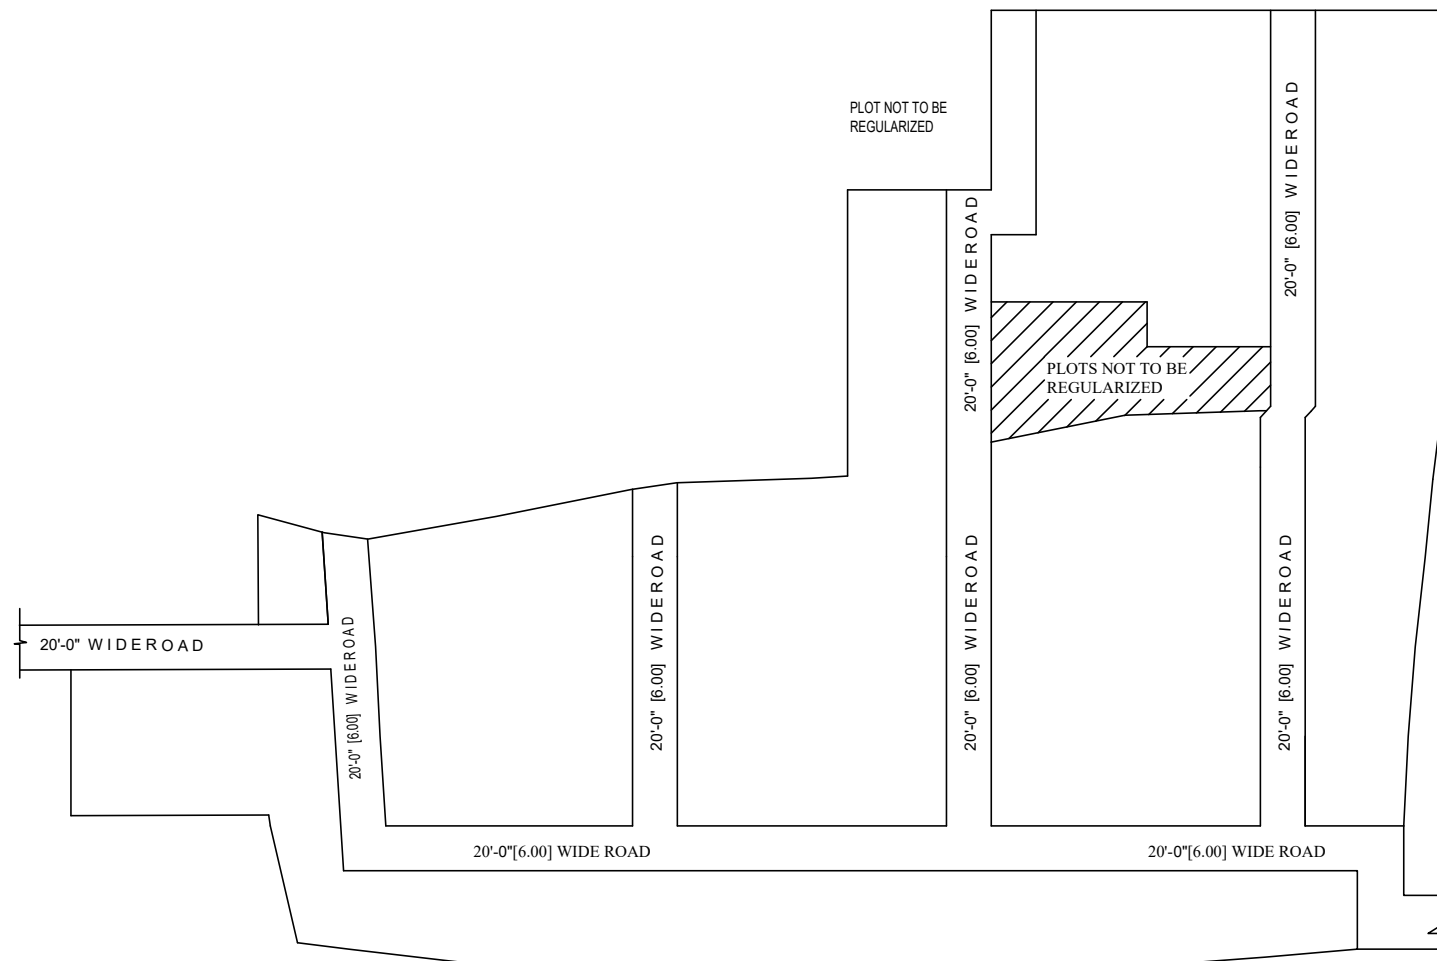 PLOT NOT TO BE
REGULARIZED
20'-0" [6.00] WIDEROAD
20'-0" [6.00] WIDEROAD
PLOTS NOT TO BE
REGULARIZED
20'-0" WIDEROAD
20'-0" [6.00] WIDEROAD
20'-0" [6.00] WIDEROAD
20'-0" [6.00] WIDEROAD
20'-0" [6.00] WIDEROAD
20'-0"[6.00] WIDE ROAD
20'-0"[6.00] WIDE ROAD